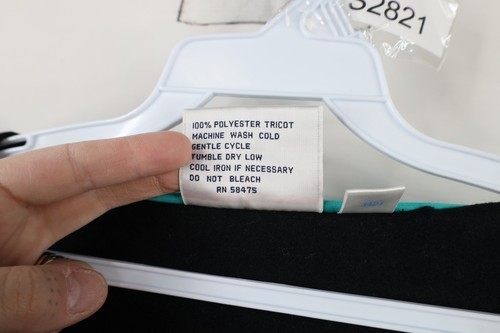 S2821
100% POLYESTER TRICOT
MACHINE WASH COLD
GENTLE CYCLE
TUMBLE DRY LOW
COOL IRON IF NECESSARY
DO NOT BLEACH
RN 58475